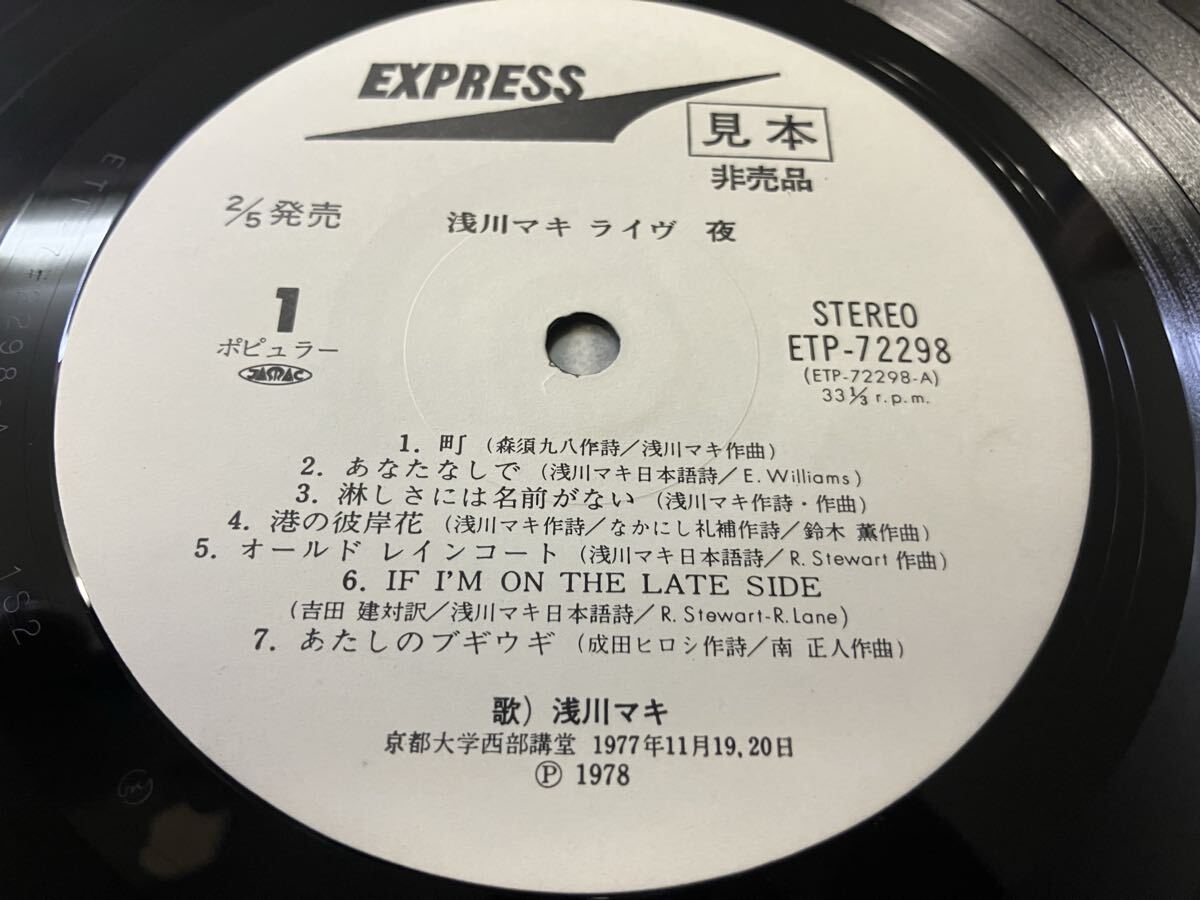 EXPRESS
見本
非売品
2/5発売
浅川マキ ライヴ 夜
1
ポピュラー
JASRAC
STEREO
ETP-72298
(ETP-72298-A)
33 1/3 r.p.m.
1. 町 (森須九八作詩/浅川マキ作曲)
2. あなたなしで (浅川マキ日本語詩/E. Williams)
3. 淋しさには名前がない (浅川マキ作詩・作曲)
4. 港の彼岸花 (浅川マキ作詩/なかにし礼補作詩/鈴木 薫作曲)
5. オールド レインコート (浅川マキ日本語詩/R. Stewart 作曲)
6. IF I'M ON THE LATE SIDE
(吉田 建対訳/浅川マキ日本語詩/R. Stewart-R. Lane)
7. あたしのブギウギ (成田ヒロシ作詩/南 正人作曲)
歌) 浅川マキ
京都大学西部講堂 1977年11月19,20日
℗ 1978